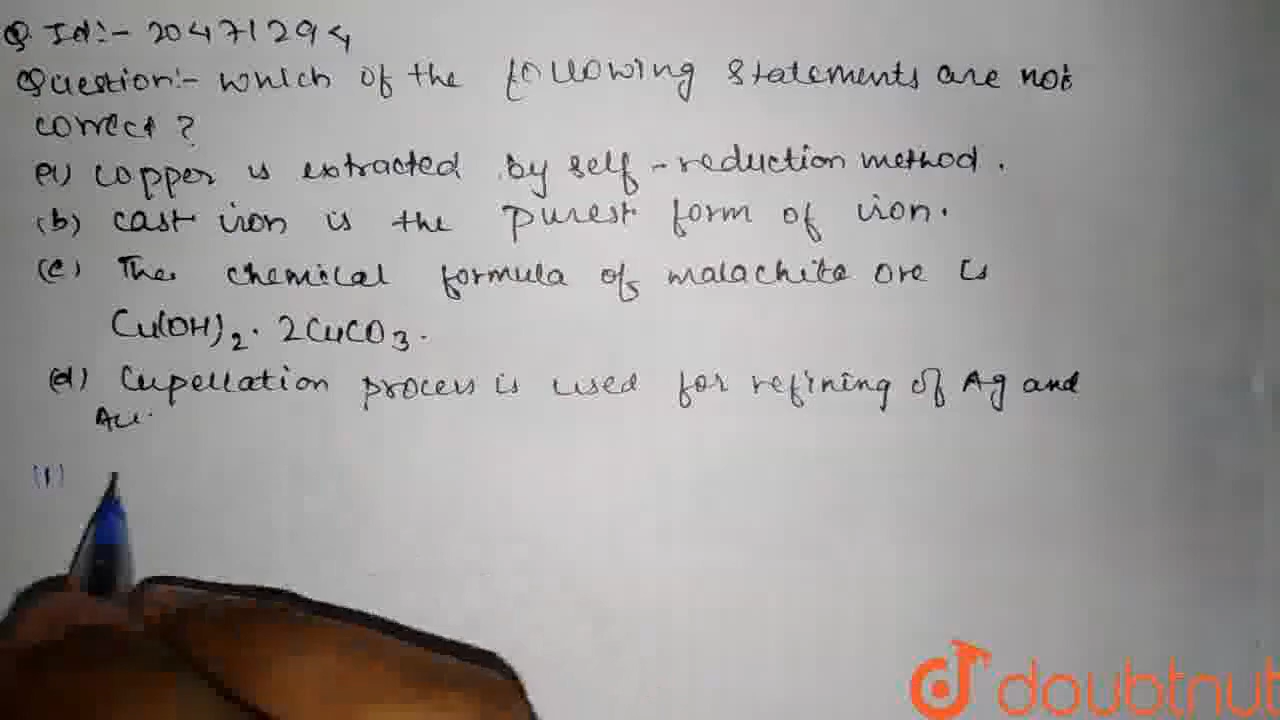 Q. Id:- 20471294
Question:- which of the following statements are not
correct?
(a) copper is extracted by self-reduction method.
(b) cast iron is the purest form of iron.
(c) The chemical formula of malachite ore is
Cu(OH)2. 2CuCO3.
(d) Cupellation process is used for refining of Ag and
Au.
(1)
doubtnut